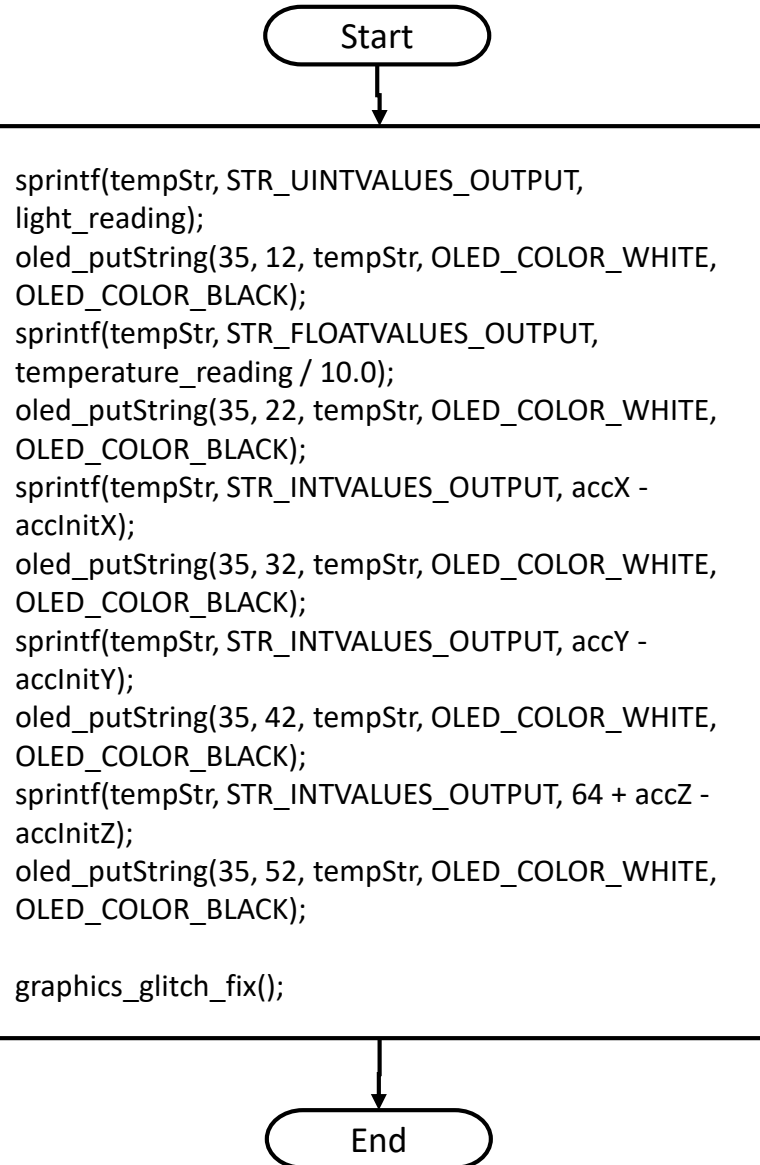 Start
sprintf(tempStr, STR_UINTVALUES_OUTPUT,
light_reading);
oled_putString(35, 12, tempStr, OLED_COLOR_WHITE,
OLED_COLOR_BLACK);
sprintf(tempStr, STR_FLOATVALUES_OUTPUT,
temperature_reading / 10.0);
oled_putString(35, 22, tempStr, OLED_COLOR_WHITE,
OLED_COLOR_BLACK);
sprintf(tempStr, STR_INTVALUES_OUTPUT, accX -
accInitX);
oled_putString(35, 32, tempStr, OLED_COLOR_WHITE,
OLED_COLOR_BLACK);
sprintf(tempStr, STR_INTVALUES_OUTPUT, accY -
accInitY);
oled_putString(35, 42, tempStr, OLED_COLOR_WHITE,
OLED_COLOR_BLACK);
sprintf(tempStr, STR_INTVALUES_OUTPUT, 64 + accZ -
accInitZ);
oled_putString(35, 52, tempStr, OLED_COLOR_WHITE,
OLED_COLOR_BLACK);
graphics_glitch_fix();
End